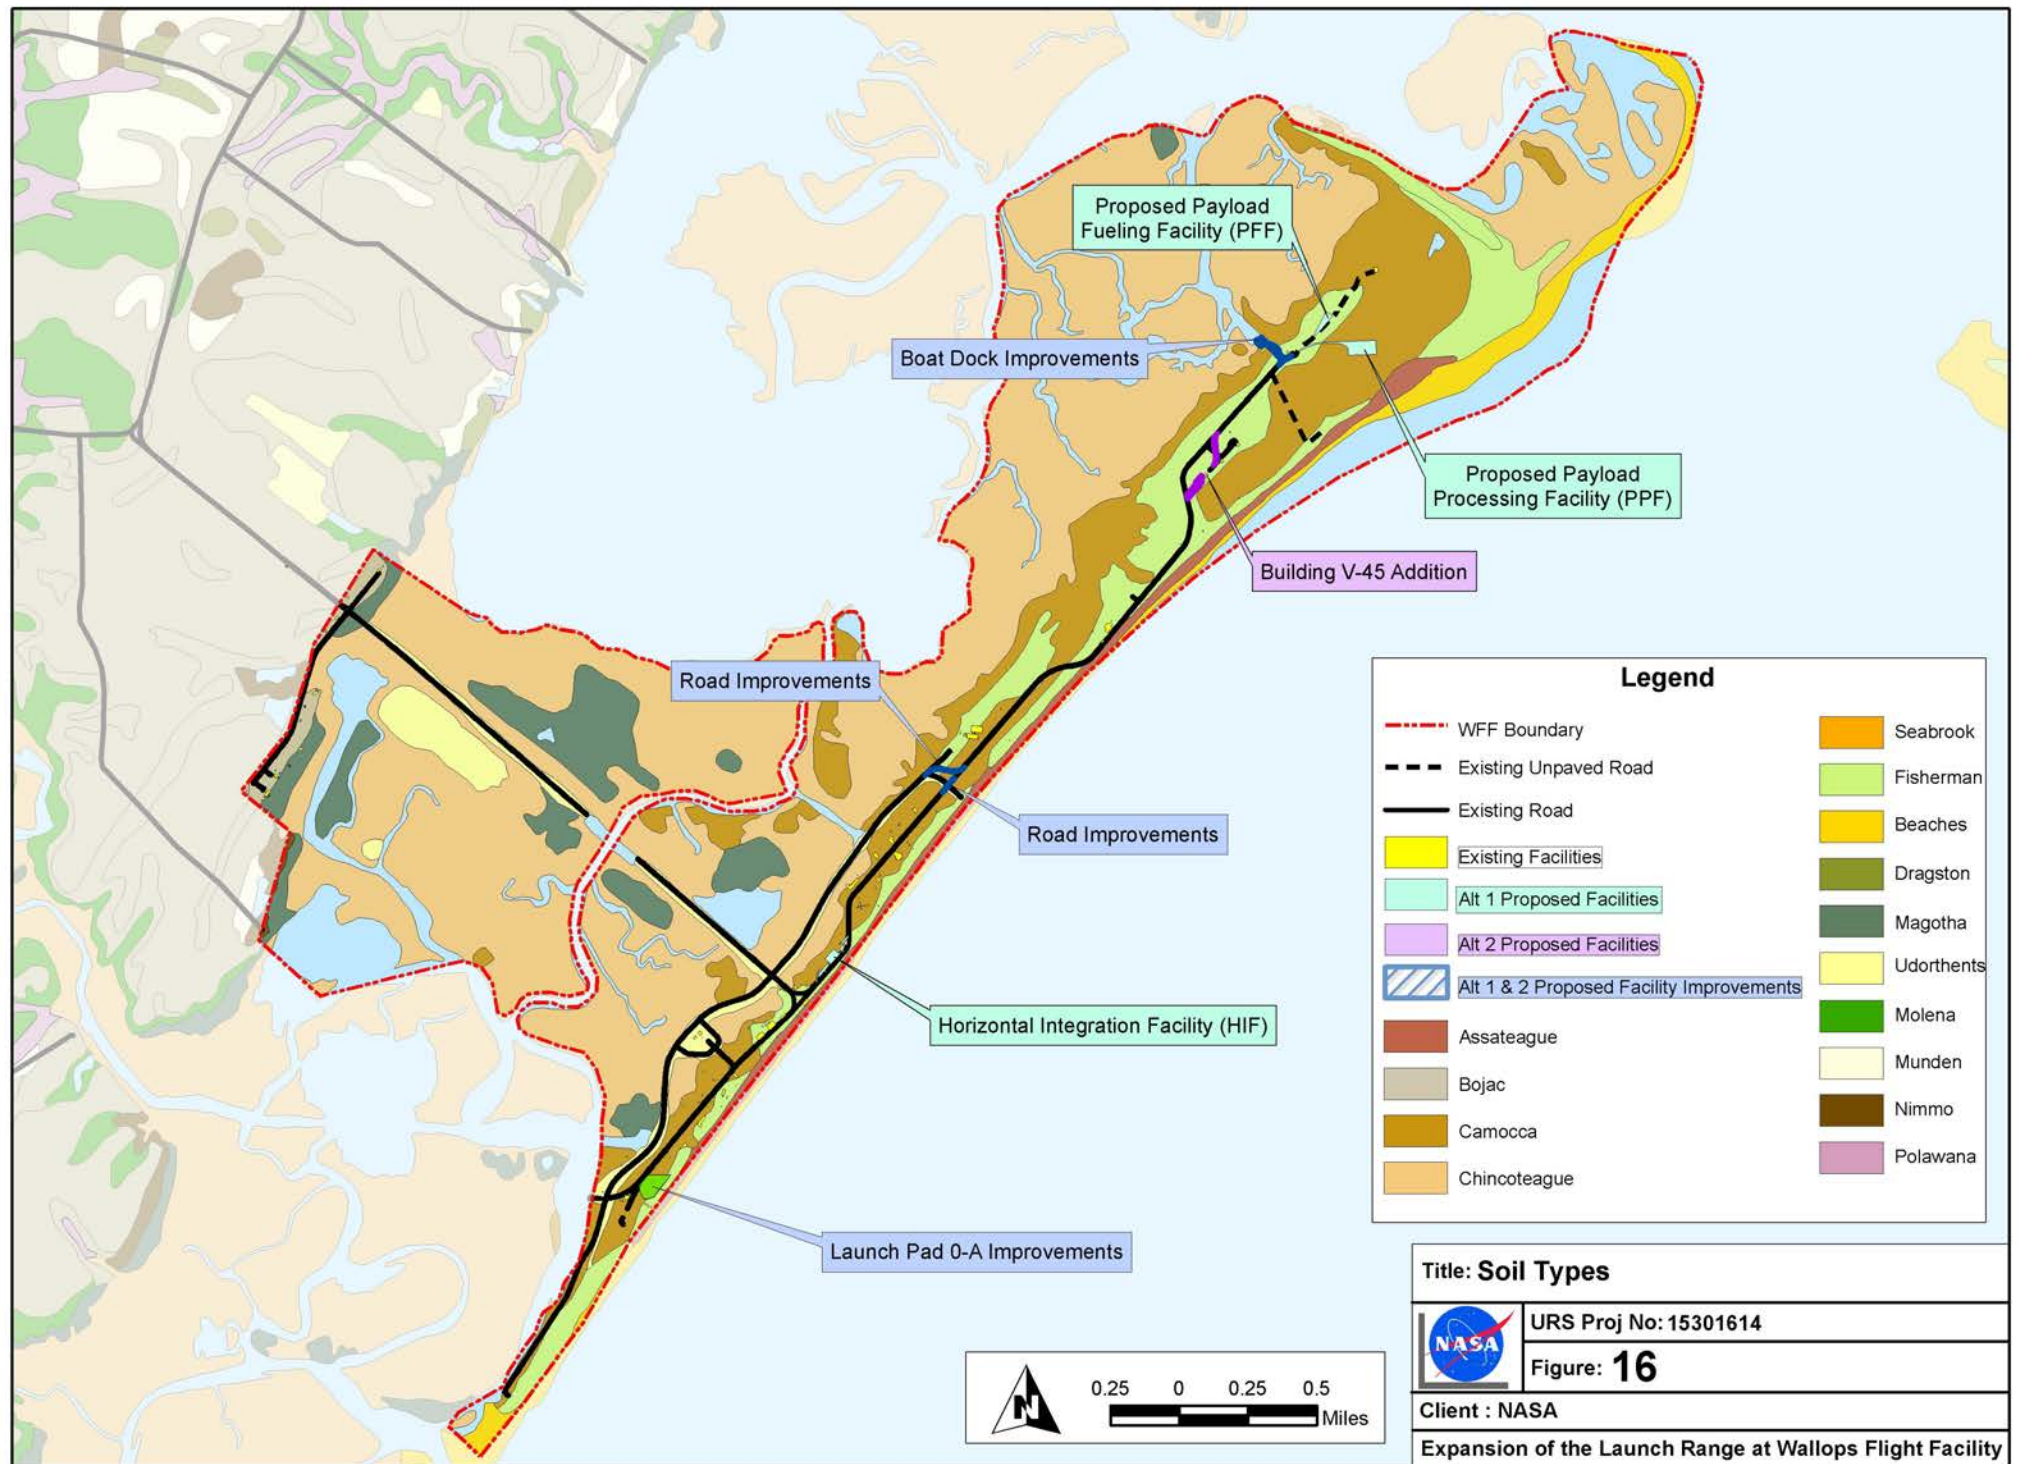 Proposed Payload
Fueling Facility (PFF)
Boat Dock Improvements
Proposed Payload
Processing Facility (PPF)
Building V-45 Addition
Road Improvements
Road Improvements
Horizontal Integration Facility (HIF)
Launch Pad 0-A Improvements
Legend
WFF Boundary
Existing Unpaved Road
Existing Road
Existing Facilities
Alt 1 Proposed Facilities
Alt 2 Proposed Facilities
Alt 1 & 2 Proposed Facility Improvements
Assateague
Bojac
Camocca
Chincoteague
Seabrook
Fisherman
Beaches
Dragston
Magotha
Udorthents
Molena
Munden
Nimmo
Polawana
N
0.25 0 0.25 0.5
Miles
Title: Soil Types
NASA
URS Proj No: 15301614
Figure: 16
Client : NASA
Expansion of the Launch Range at Wallops Flight Facility